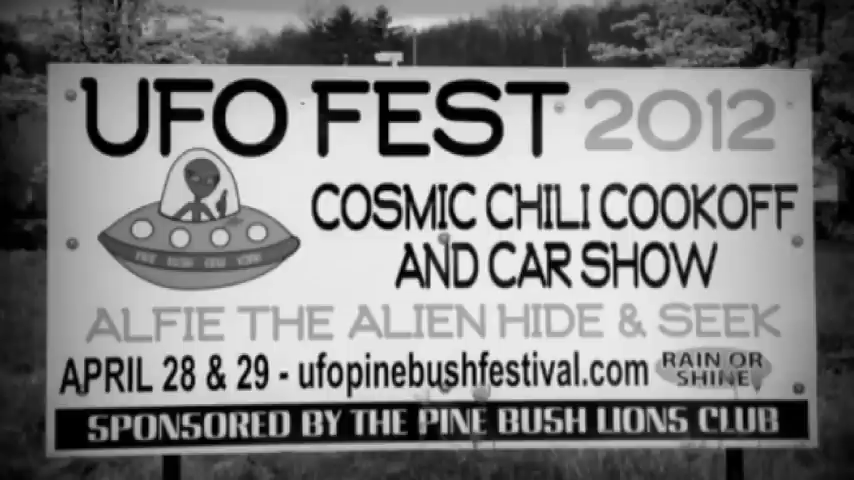 UFO FEST 2012
COSMIC CHILI COOKOFF
AND CAR SHOW
ALFIE THE ALIEN HIDE & SEEK
APRIL 28 & 29 - ufopinebushfestival.com
RAIN OR
SHINE
SPONSORED BY THE PINE BUSH LIONS CLUB